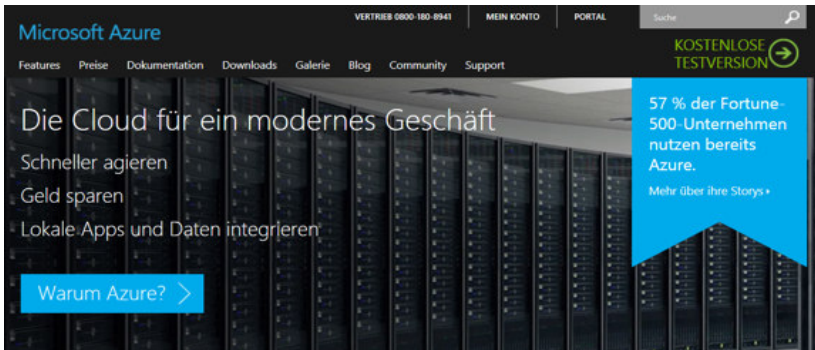 VERTRIEB 0800-180-8941 MEIN KONTO PORTAL Suche
Microsoft Azure
KOSTENLOSE
TESTVERSION
Features Preise Dokumentation Downloads Galerie Blog Community Support
Die Cloud für ein modernes Geschäft
Schneller agieren
Geld sparen
Lokale Apps und Daten integrieren
Warum Azure?
57 % der Fortune-
500-Unternehmen
nutzen bereits
Azure.
Mehr über ihre Storys